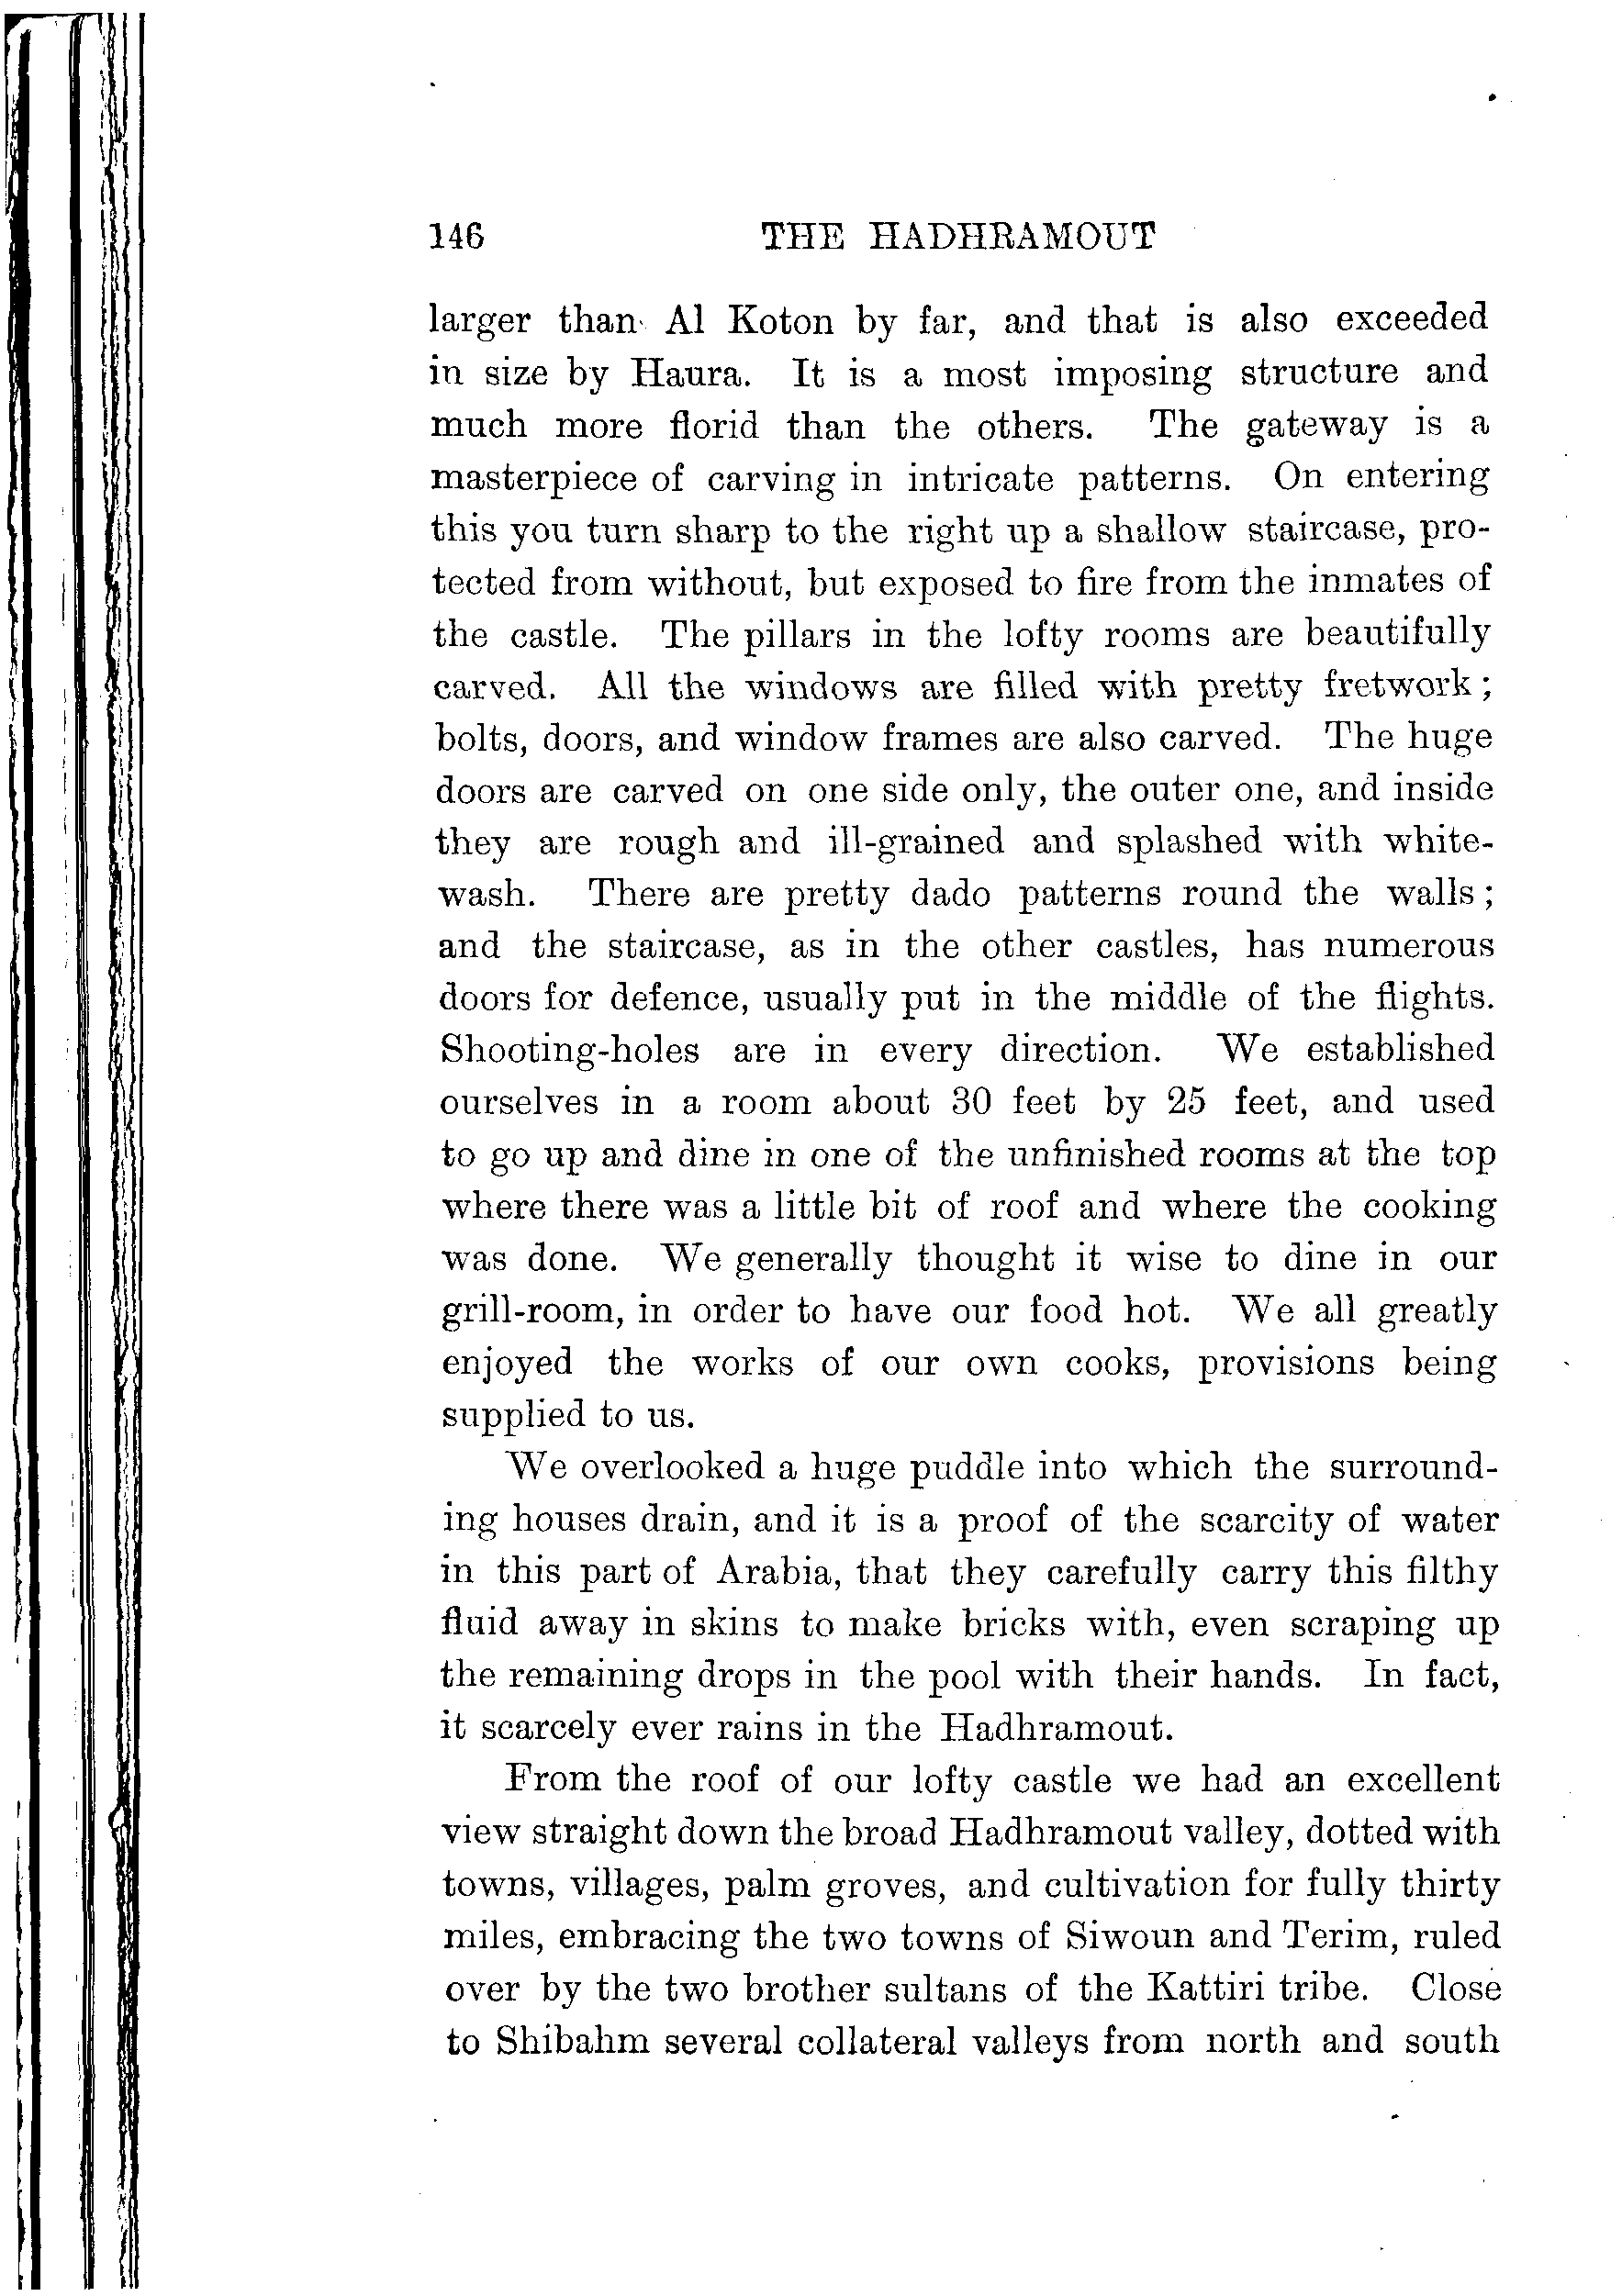 146 THE HADHRAMOUT
larger than Al Koton by far, and that is also exceeded
in size by Haura. It is a most imposing structure and
much more florid than the others. The gateway is a
masterpiece of carving in intricate patterns. On entering
this you turn sharp to the right up a shallow staircase, pro-
tected from without, but exposed to fire from the inmates of
the castle. The pillars in the lofty rooms are beautifully
carved. All the windows are filled with pretty fretwork;
bolts, doors, and window frames are also carved. The huge
doors are carved on one side only, the outer one, and inside
they are rough and ill-grained and splashed with white-
wash. There are pretty dado patterns round the walls;
and the staircase, as in the other castles, has numerous
doors for defence, usually put in the middle of the flights.
Shooting-holes are in every direction. We established
ourselves in a room about 30 feet by 25 feet, and used
to go up and dine in one of the unfinished rooms at the top
where there was a little bit of roof and where the cooking
was done. We generally thought it wise to dine in our
grill-room, in order to have our food hot. We all greatly
enjoyed the works of our own cooks, provisions being
supplied to us.
We overlooked a huge puddle into which the surround-
ing houses drain, and it is a proof of the scarcity of water
in this part of Arabia, that they carefully carry this filthy
fluid away in skins to make bricks with, even scraping up
the remaining drops in the pool with their hands. In fact,
it scarcely ever rains in the Hadhramout.
From the roof of our lofty castle we had an excellent
view straight down the broad Hadhramout valley, dotted with
towns, villages, palm groves, and cultivation for fully thirty
miles, embracing the two towns of Siwoun and Terim, ruled
over by the two brother sultans of the Kattiri tribe. Close
to Shibahm several collateral valleys from north and south